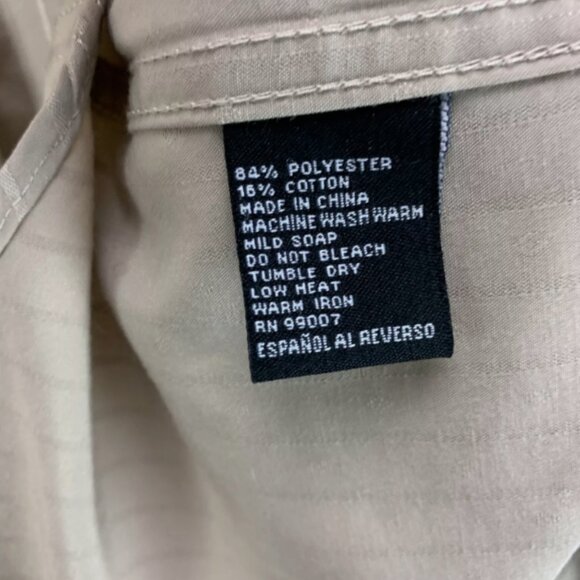 84% POLYESTER
16% COTTON
MADE IN CHINA
MACHINE WASH WARM
MILD SOAP
DO NOT BLEACH
TUMBLE DRY
LOW HEAT
WARM IRON
RN 99007
ESPAÑOL AL REVERSO